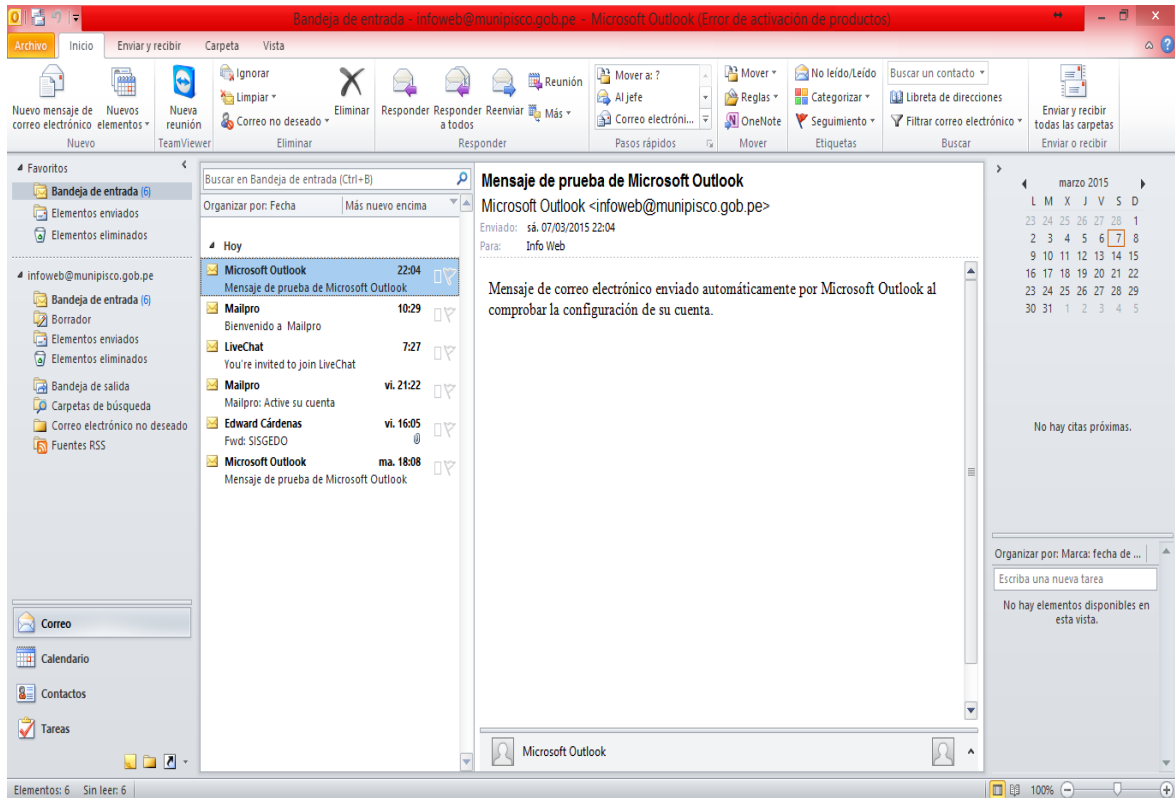 Bandeja de entrada - infoweb@munipisco.gob.pe - Microsoft Outlook (Error de activación de productos)
Archivo Inicio Enviar y recibir Carpeta Vista
Nuevo mensaje de correo electrónico
Nuevos elementos
Nuevo
Nueva reunión
TeamViewer
Ignorar
Limpiar
Correo no deseado
Eliminar
Eliminar
Responder
Responder a todos
Reenviar
Reunión
Más
Responder
Mover a: ?
Al jefe
Correo electróni...
Pasos rápidos
Mover
Reglas
OneNote
Mover
No leído/Leído
Categorizar
Seguimiento
Etiquetas
Buscar un contacto
Libreta de direcciones
Filtrar correo electrónico
Buscar
Enviar y recibir todas las carpetas
Enviar o recibir
Favoritos
Bandeja de entrada (6)
Elementos enviados
Elementos eliminados
infoweb@munipisco.gob.pe
Bandeja de entrada (6)
Borrador
Elementos enviados
Elementos eliminados
Bandeja de salida
Carpetas de búsqueda
Correo electrónico no deseado
Fuentes RSS
Correo
Calendario
Contactos
Tareas
Buscar en Bandeja de entrada (Ctrl+B)
Organizar por: Fecha Más nuevo encima
Hoy
Microsoft Outlook 22:04
Mensaje de prueba de Microsoft Outlook
Mailpro 10:29
Bienvenido a Mailpro
LiveChat 7:27
You're invited to join LiveChat
Mailpro vi. 21:22
Mailpro: Active su cuenta
Edward Cárdenas vi. 16:05
Fwd: SISGEDO
Microsoft Outlook ma. 18:08
Mensaje de prueba de Microsoft Outlook
Mensaje de prueba de Microsoft Outlook
Microsoft Outlook <infoweb@munipisco.gob.pe>
Enviado: sá. 07/03/2015 22:04
Para: Info Web
Mensaje de correo electrónico enviado automáticamente por Microsoft Outlook al
comprobar la configuración de su cuenta.
Microsoft Outlook
marzo 2015
L M X J V S D
23 24 25 26 27 28 1
2 3 4 5 6 7 8
9 10 11 12 13 14 15
16 17 18 19 20 21 22
23 24 25 26 27 28 29
30 31 1 2 3 4 5
No hay citas próximas.
Organizar por: Marca: fecha de ...
Escriba una nueva tarea
No hay elementos disponibles en
esta vista.
Elementos: 6 Sin leer: 6
100%